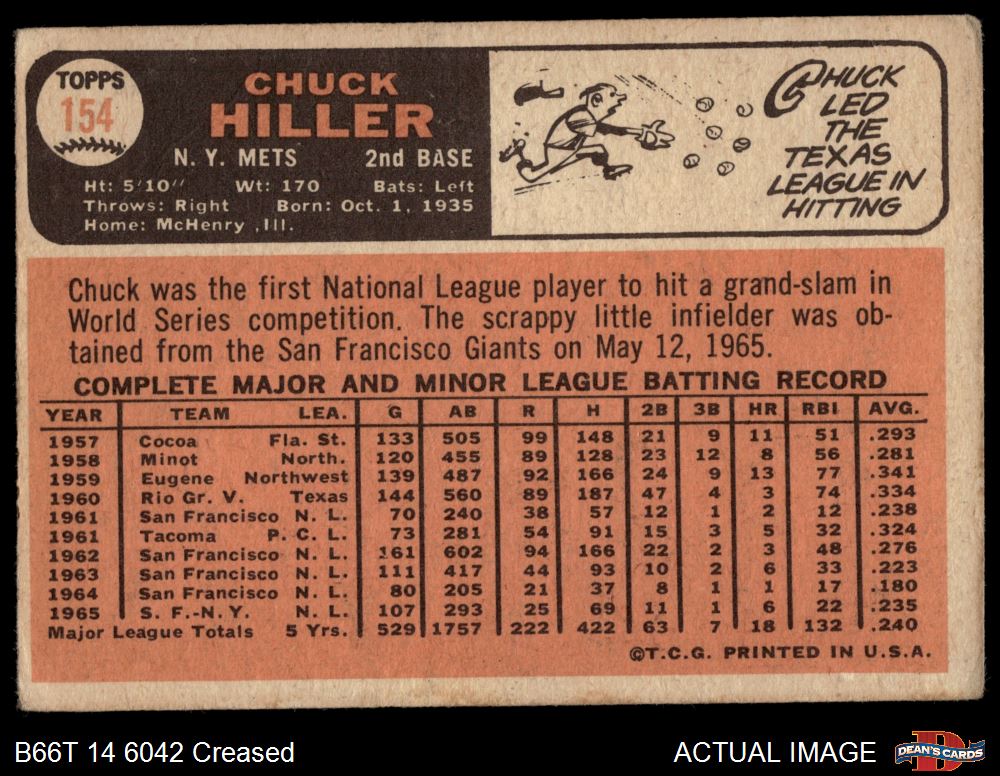 TOPPS
154
CHUCK
HILLER
N. Y. METS 2nd BASE
Ht: 5'10" Wt: 170 Bats: Left
Throws: Right Born: Oct. 1, 1935
Home: McHenry ,Ill.
CHUCK
LED
THE
TEXAS
LEAGUE IN
HITTING
Chuck was the first National League player to hit a grand-slam in
World Series competition. The scrappy little infielder was ob-
tained from the San Francisco Giants on May 12, 1965.
COMPLETE MAJOR AND MINOR LEAGUE BATTING RECORD
YEAR TEAM LEA. G AB R H 2B 3B HR RBI AVG.
1957 Cocoa Fla. St. 133 505 99 148 21 9 11 51 .293
1958 Minot North. 120 455 89 128 23 12 8 56 .281
1959 Eugene Northwest 139 487 92 166 24 9 13 77 .341
1960 Rio Gr. V. Texas 144 560 89 187 47 4 3 74 .334
1961 San Francisco N. L. 70 240 38 57 12 1 2 12 .238
1961 Tacoma P. C. L. 73 281 54 91 15 3 5 32 .324
1962 San Francisco N. L. 161 602 94 166 22 2 3 48 .276
1963 San Francisco N. L. 111 417 44 93 10 2 6 33 .223
1964 San Francisco N. L. 80 205 21 37 8 1 1 17 .180
1965 S. F.-N. Y. N. L. 107 293 25 69 11 1 6 22 .235
Major League Totals 5 Yrs. 529 1757 222 422 63 7 18 132 .240
©T.C.G. PRINTED IN U.S.A.
B66T 14 6042 Creased ACTUAL IMAGE DEAN'S CARDS